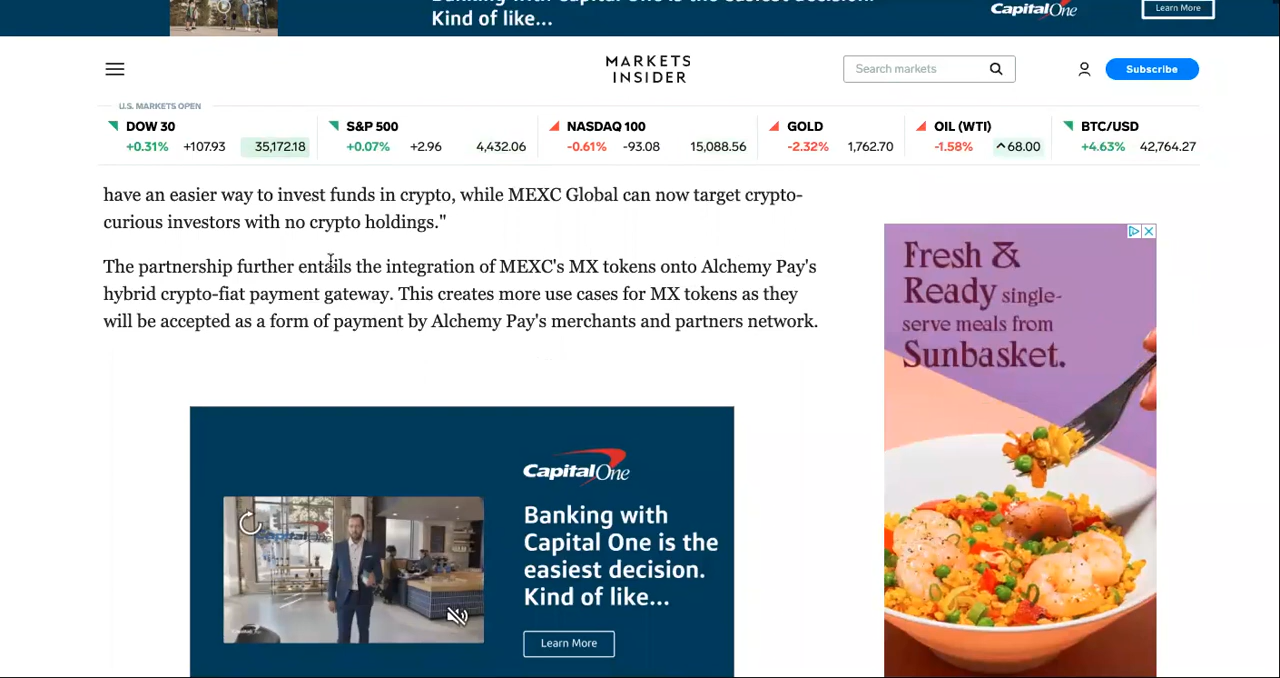 Kind of like...
CapitalOne
Learn More
MARKETS
INSIDER
Search markets
Subscribe
U.S. MARKETS OPEN
DOW 30
+0.31% +107.93 35,172.18
S&P 500
+0.07% +2.96 4,432.06
NASDAQ 100
-0.61% -93.08 15,088.56
GOLD
-2.32% 1,762.70
OIL (WTI)
-1.58% 68.00
BTC/USD
+4.63% 42,764.27
have an easier way to invest funds in crypto, while MEXC Global can now target crypto-
curious investors with no crypto holdings."
The partnership further entails the integration of MEXC's MX tokens onto Alchemy Pay's
hybrid crypto-fiat payment gateway. This creates more use cases for MX tokens as they
will be accepted as a form of payment by Alchemy Pay's merchants and partners network.
CapitalOne
Banking with
Capital One is the
easiest decision.
Kind of like...
Learn More
Fresh &
Ready single-
serve meals from
Sunbasket.